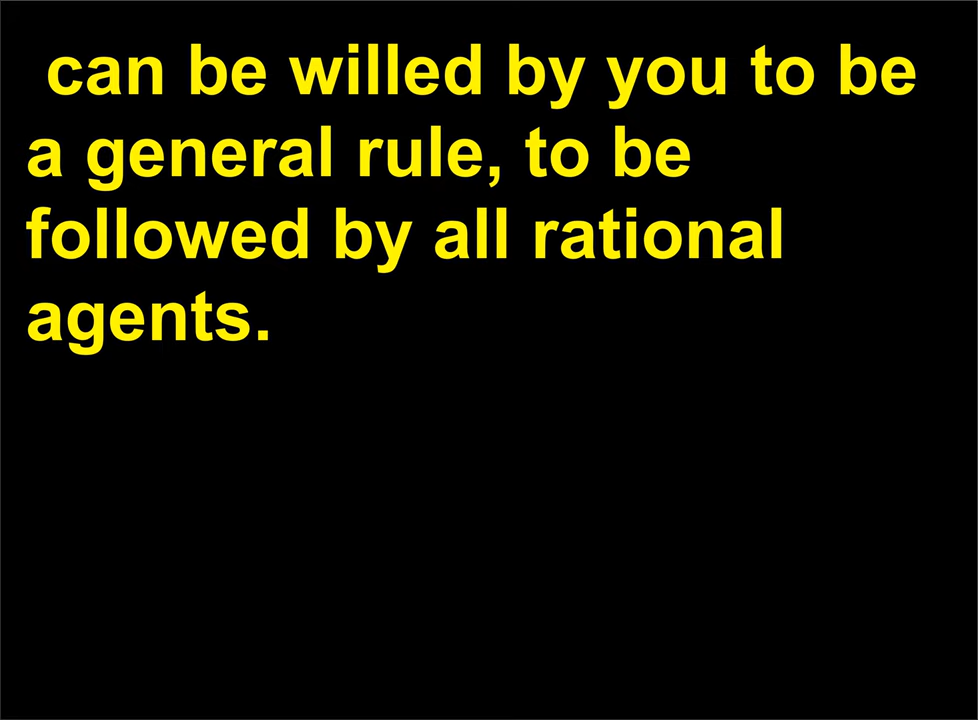 can be willed by you to be
a general rule, to be
followed by all rational
agents.